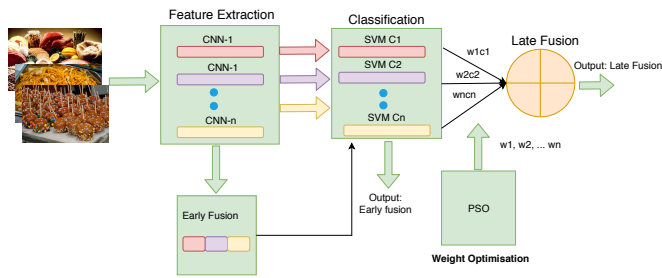 Feature Extraction
CNN-1
CNN-1
CNN-n
Classification
SVM C1
SVM C2
SVM Cn
w1c1
w2c2
wncn
Late Fusion
Output: Late Fusion
Early Fusion
Output:
Early fusion
w1, w2, ... wn
PSO
Weight Optimisation